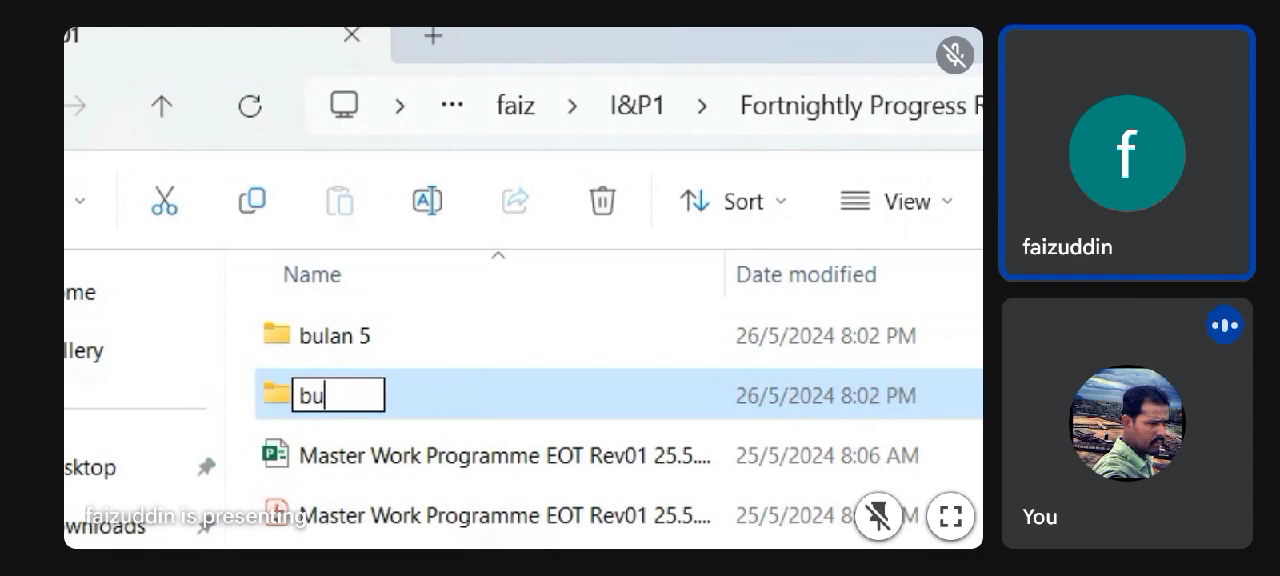 01
faiz I&P1 Fortnightly Progress R
Sort View
Name Date modified
me
llery
sktop
wnloads
bulan 5 26/5/2024 8:02 PM
bu 26/5/2024 8:02 PM
Master Work Programme EOT Rev01 25.5.... 25/5/2024 8:06 AM
Master Work Programme EOT Rev01 25.5.... 25/5/2024 8 M
faizuddin is presenting
f
faizuddin
You